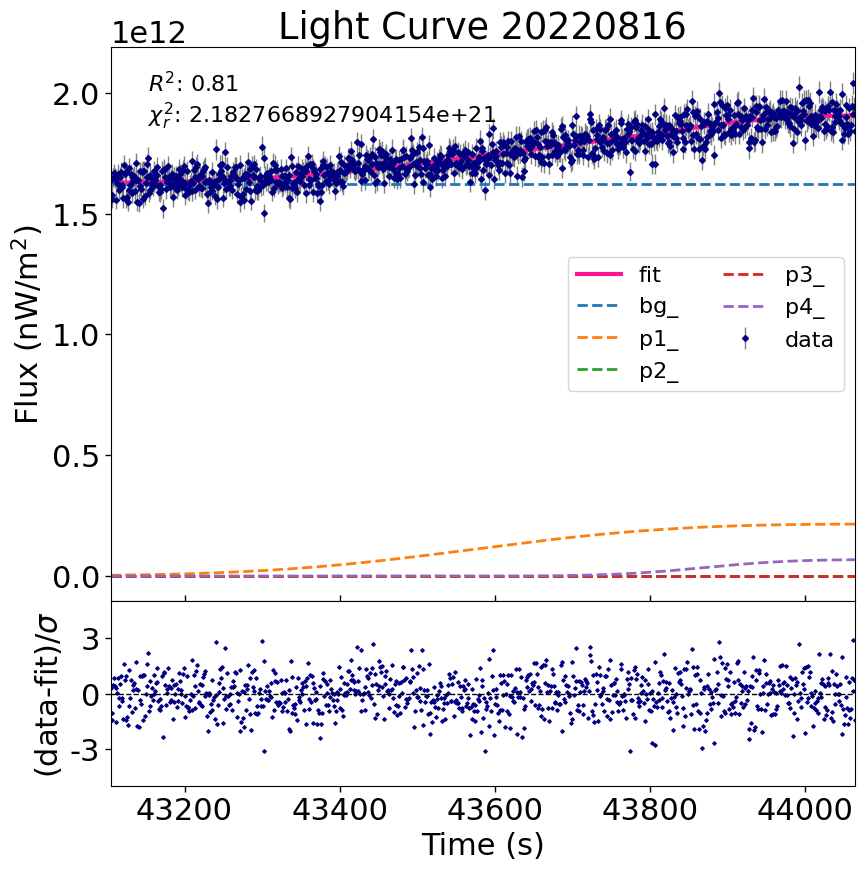 Light Curve 20220816
1e12
R²: 0.81
χ²ᵣ: 2.1827668927904154e+21
2.0
1.5
1.0
0.5
0.0
Flux (nW/m²)
fit
bg_
p1_
p2_
p3_
p4_
data
3
0
-3
(data-fit)/σ
43200 43400 43600 43800 44000
Time (s)